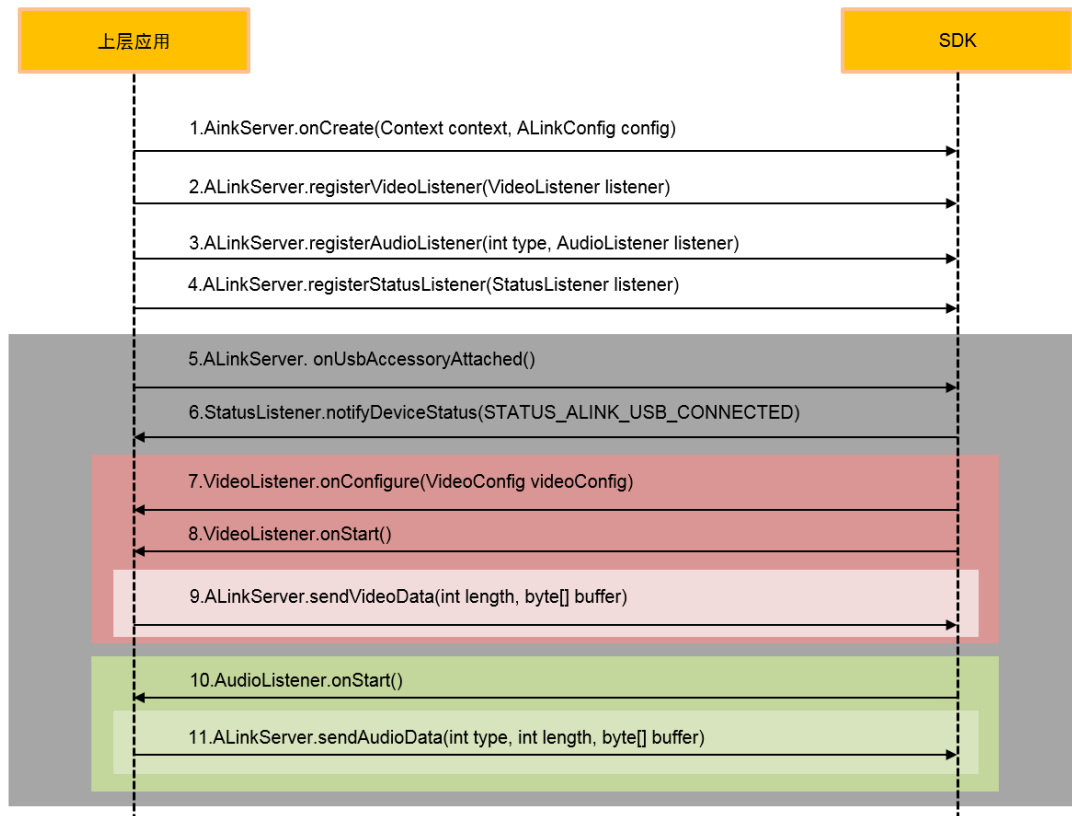 上层应用
SDK
1.AinkServer.onCreate(Context context, ALinkConfig config)
2.ALinkServer.registerVideoListener(VideoListener listener)
3.ALinkServer.registerAudioListener(int type, AudioListener listener)
4.ALinkServer.registerStatusListener(StatusListener listener)
5.ALinkServer. onUsbAccessoryAttached()
6.StatusListener.notifyDeviceStatus(STATUS_ALINK_USB_CONNECTED)
7.VideoListener.onConfigure(VideoConfig videoConfig)
8.VideoListener.onStart()
9.ALinkServer.sendVideoData(int length, byte[] buffer)
10.AudioListener.onStart()
11.ALinkServer.sendAudioData(int type, int length, byte[] buffer)